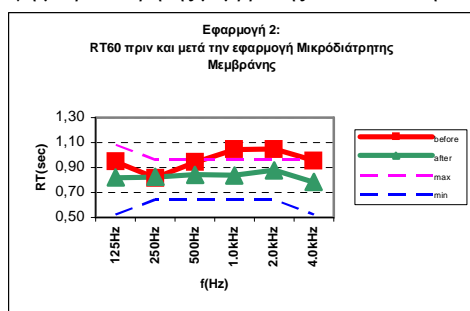 Εφαρμογή 2:
RT60 πριν και μετά την εφαρμογή Μικρόδιάτρητης
Μεμβράνης
1,30
1,10
0,90
0,70
0,50
RT(sec)
125Hz
250Hz
500Hz
1.0kHz
2.0kHz
4.0kHz
f(Hz)
before
after
max
min